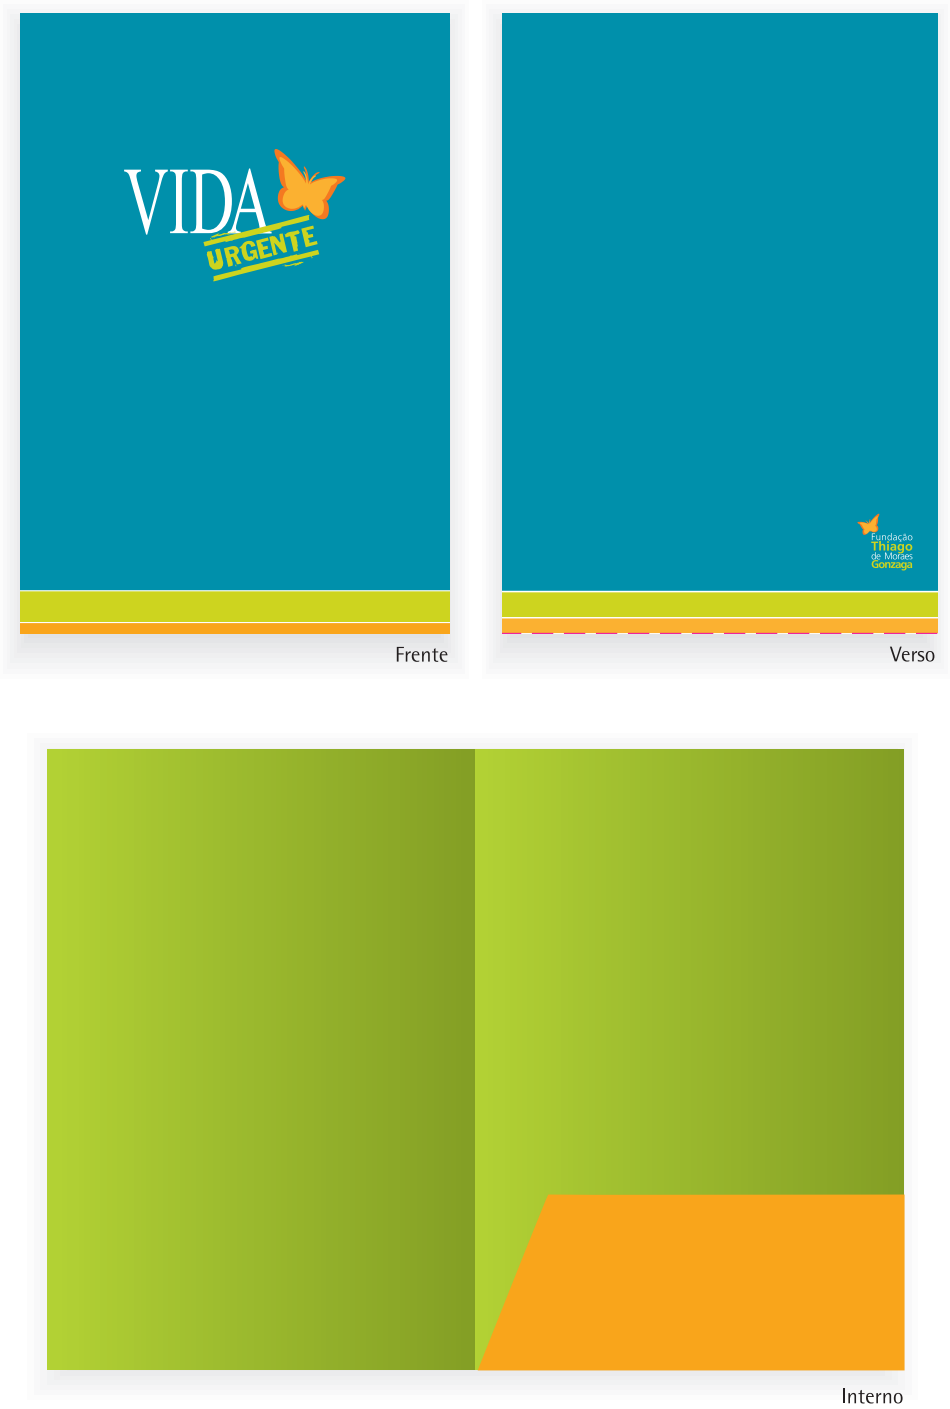 VIDA
URGENTE
Fundação
Thiago
de Moraes
Gonzaga
Frente
Verso
Interno